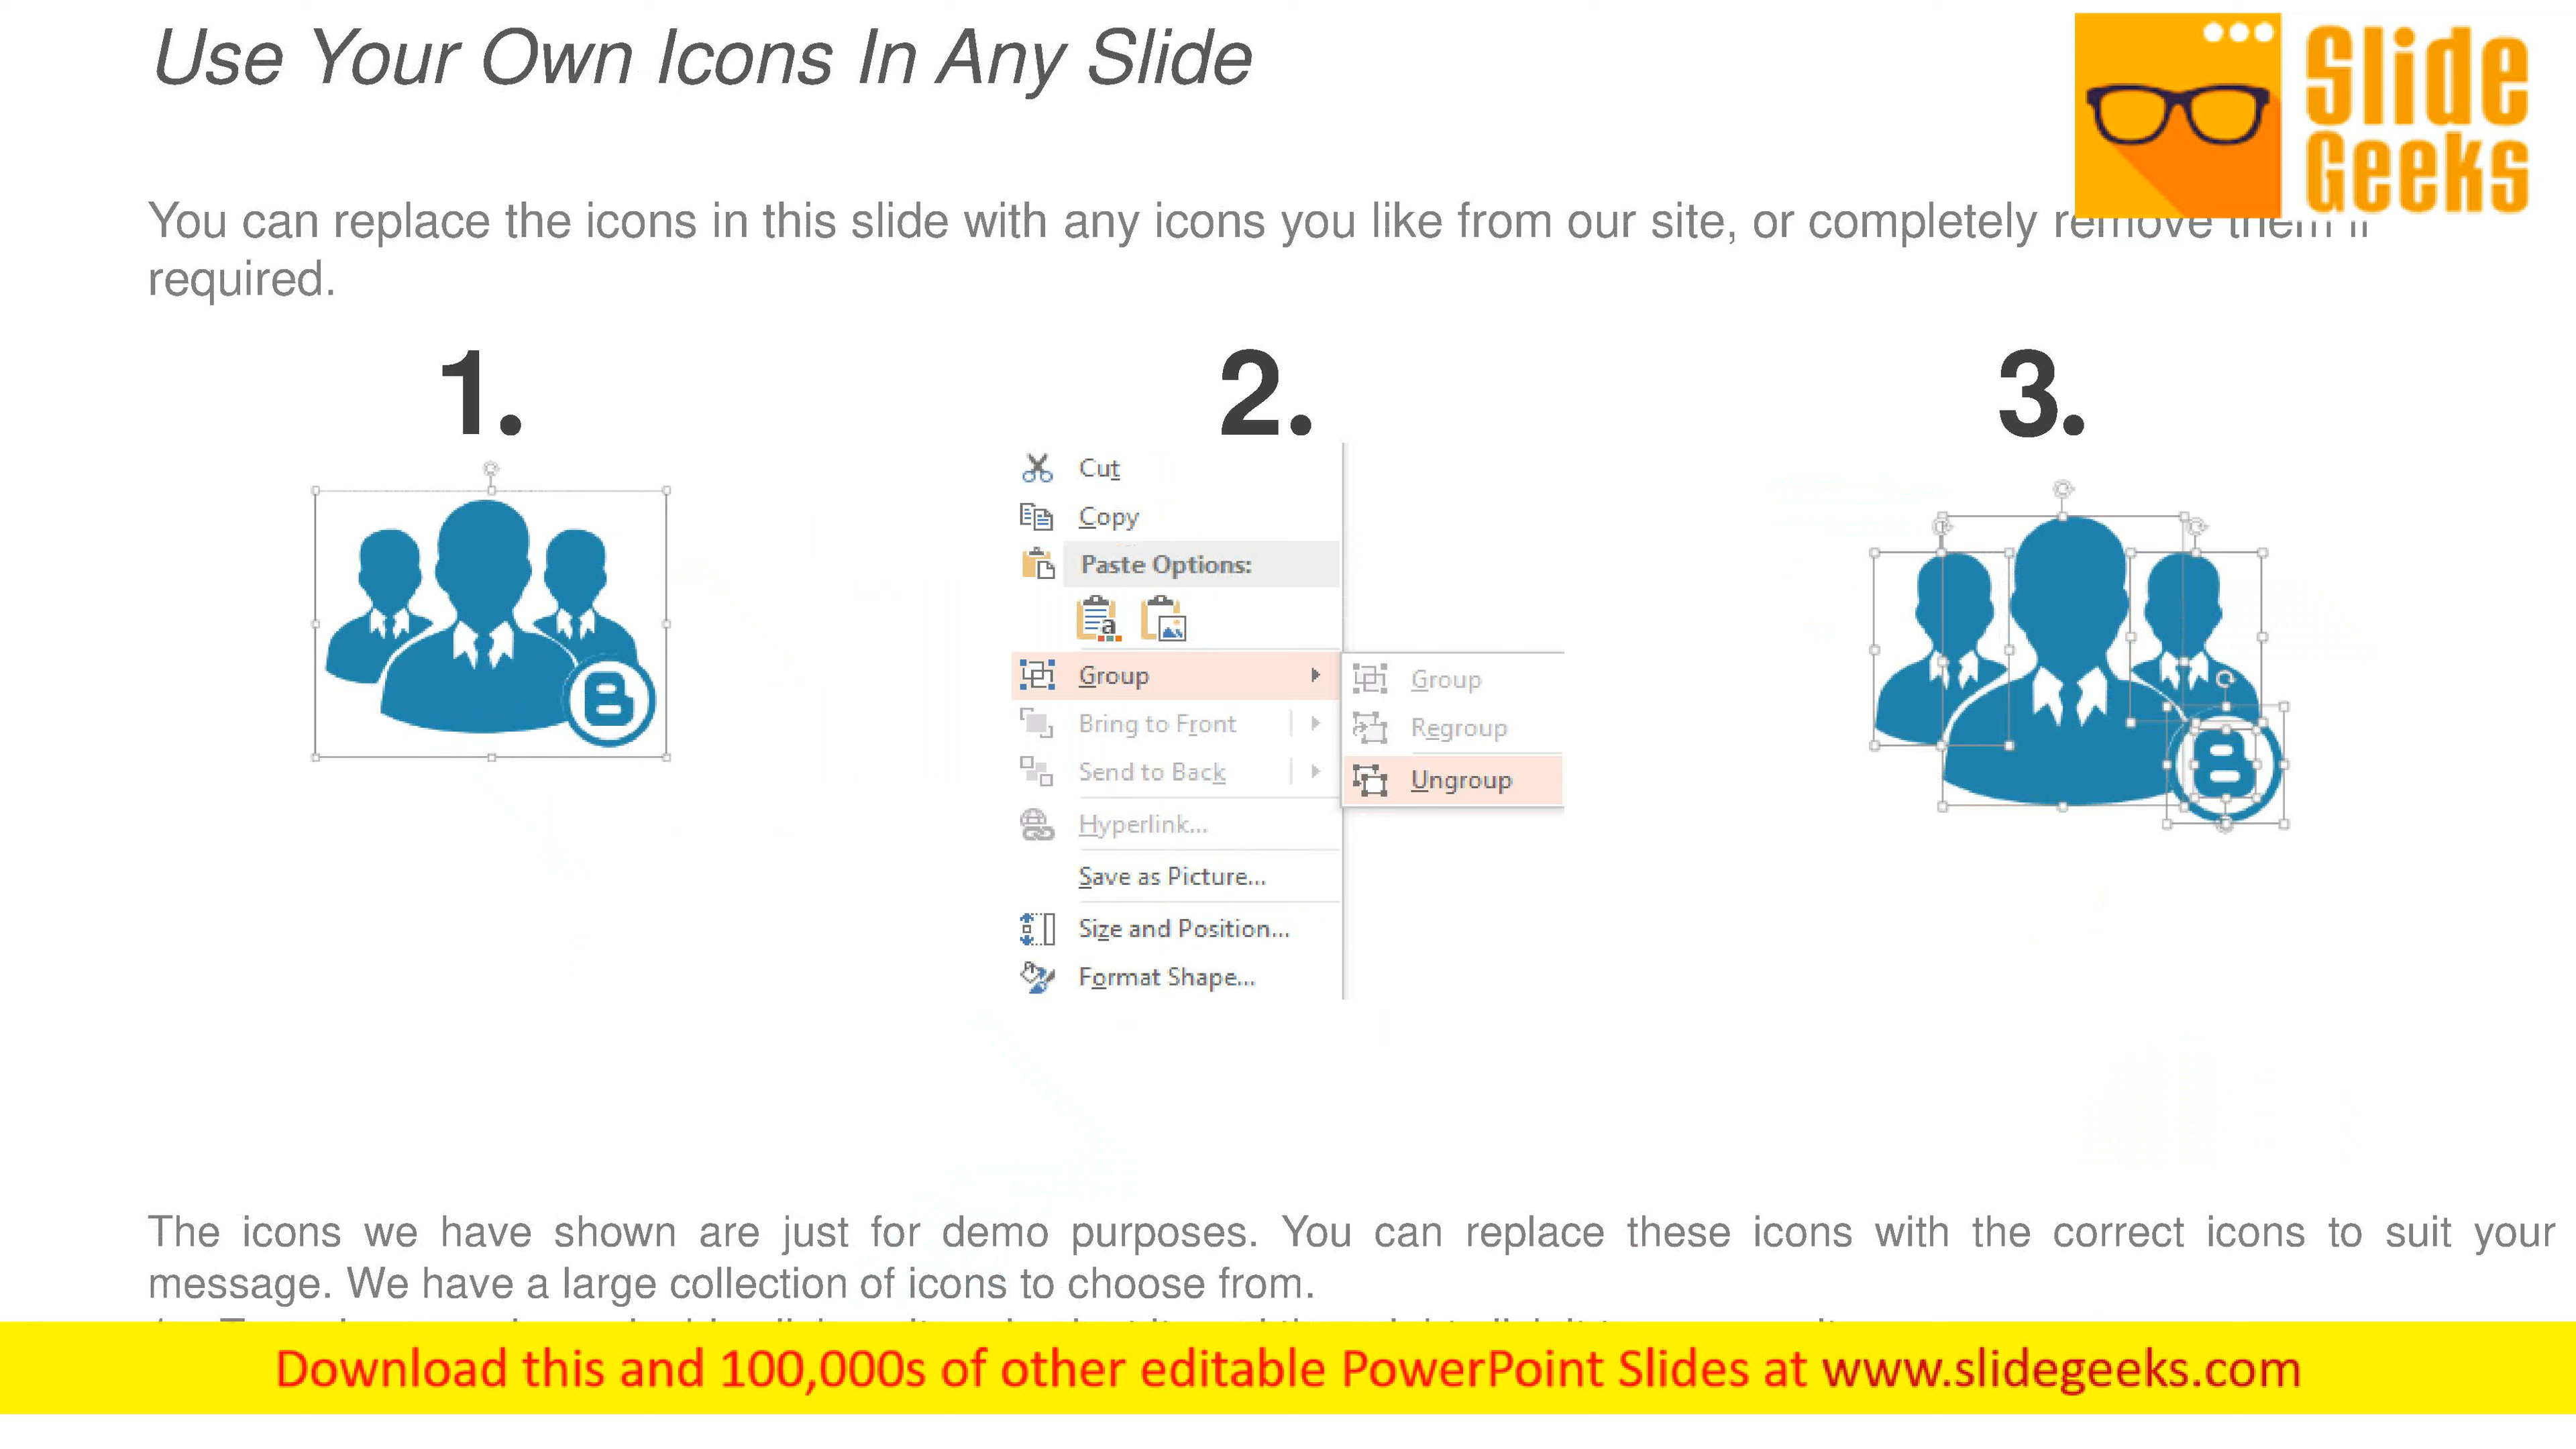 Use Your Own Icons In Any Slide
Slide
Geeks
You can replace the icons in this slide with any icons you like from our site, or completely remove them if
required.
1.
2.
3.
Cut
Copy
Paste Options:
Group
Group
Bring to Front
Regroup
Send to Back
Ungroup
Hyperlink...
Save as Picture...
Size and Position...
Format Shape...
The icons we have shown are just for demo purposes. You can replace these icons with the correct icons to suit your
message. We have a large collection of icons to choose from.
Download this and 100,000s of other editable PowerPoint Slides at www.slidegeeks.com